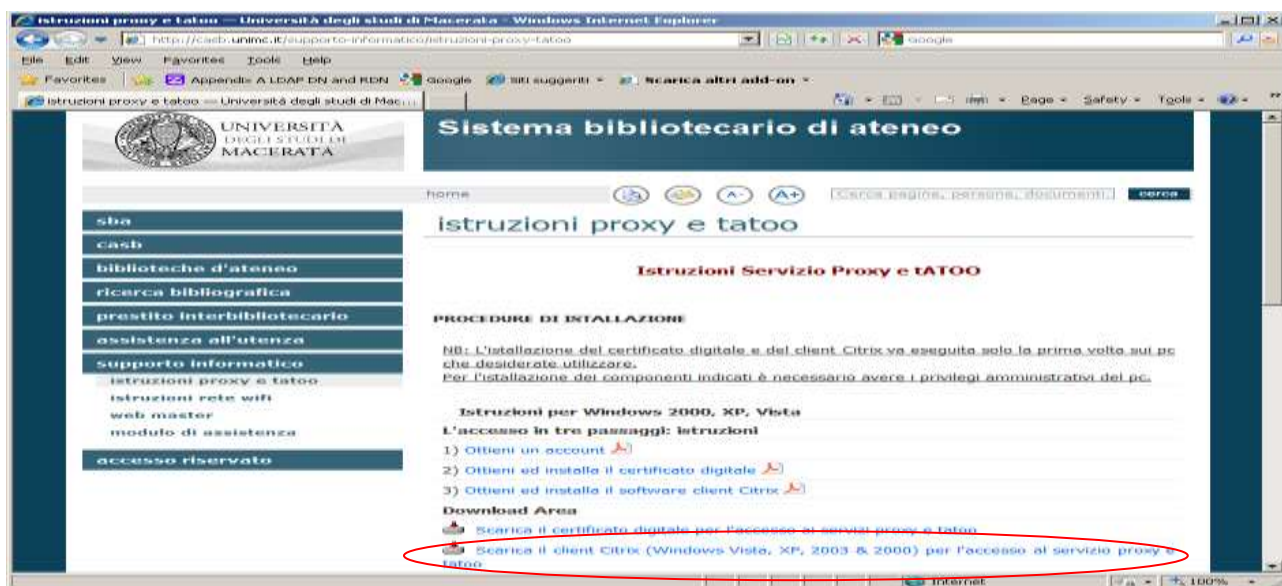 istruzioni proxy e tatoo — Università degli studi di Macerata - Windows Internet Explorer
http://casb.unimc.it/supporto-informatico/istruzioni-proxy-tatoo
Google
File Edit View Favorites Tools Help
Favorites Appendix A LDAP DN and RDN Google Siti suggeriti Scarica altri add-on
istruzioni proxy e tatoo — Università degli studi di Mac...
Page Safety Tools
UNIVERSITÀ
DEGLI STUDI DI
MACERATA
Sistema bibliotecario di ateneo
home
A- A+
Cerca pagine, persone, documenti.
cerca
sba
casb
biblioteche d'ateneo
ricerca bibliografica
prestito interbibliotecario
assistenza all'utenza
supporto informatico
istruzioni proxy e tatoo
istruzioni rete wifi
web master
modulo di assistenza
accesso riservato
istruzioni proxy e tatoo
Istruzioni Servizio Proxy e tATOO
PROCEDURE DI ISTALLAZIONE
NB: L'istallazione del certificato digitale e del client Citrix va eseguita solo la prima volta sui pc
che desiderate utilizzare.
Per l'istallazione dei componenti indicati è necessario avere i privilegi amministrativi del pc.
Istruzioni per Windows 2000, XP, Vista
L'accesso in tre passaggi: istruzioni
1) Ottieni un account
2) Ottieni ed installa il certificato digitale
3) Ottieni ed installa il software client Citrix
Download Area
Scarica il certificato digitale per l'accesso ai servizi proxy e tatoo
Scarica il client Citrix (Windows Vista, XP, 2003 & 2000) per l'accesso al servizio proxy e
tatoo
Internet
100%